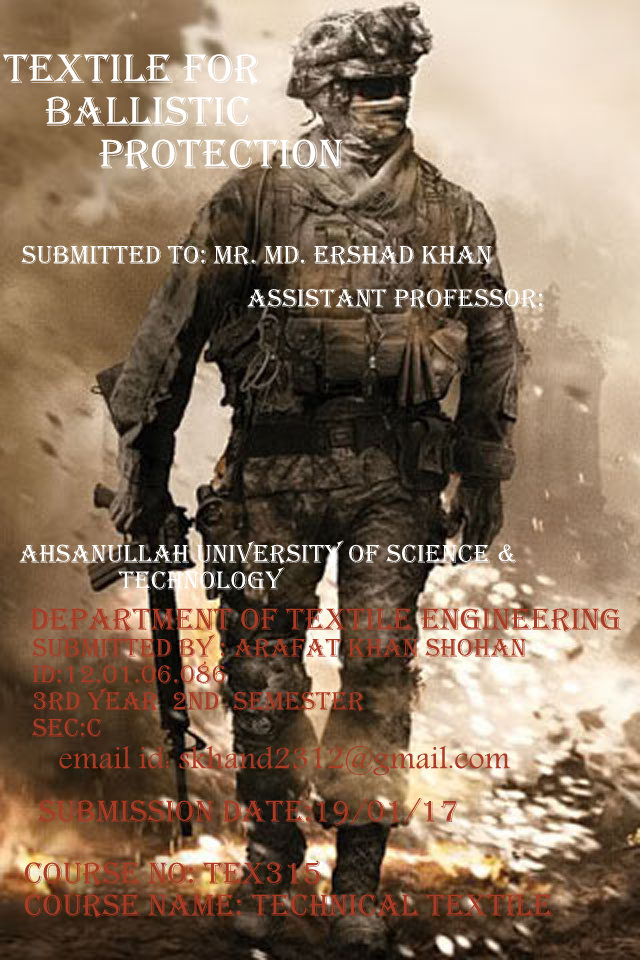 TEXTILE FOR
BALLISTIC
PROTECTION
SUBMITTED TO: MR. MD. ERSHAD KHAN
ASSISTANT PROFESSOR:
AHSANULLAH UNIVERSITY OF SCIENCE &
TECHNOLOGY
DEPARTMENT OF TEXTILE ENGINEERING
SUBMITTED BY : ARAFAT KHAN SHOHAN
ID:12.01.06.086
3RD YEAR 2ND SEMESTER
SEC:C
email id: skhand2312@gmail.com
SUBMISSION DATE:19/01/17
COURSE NO: TEX315
COURSE NAME: TECHNICAL TEXTILE